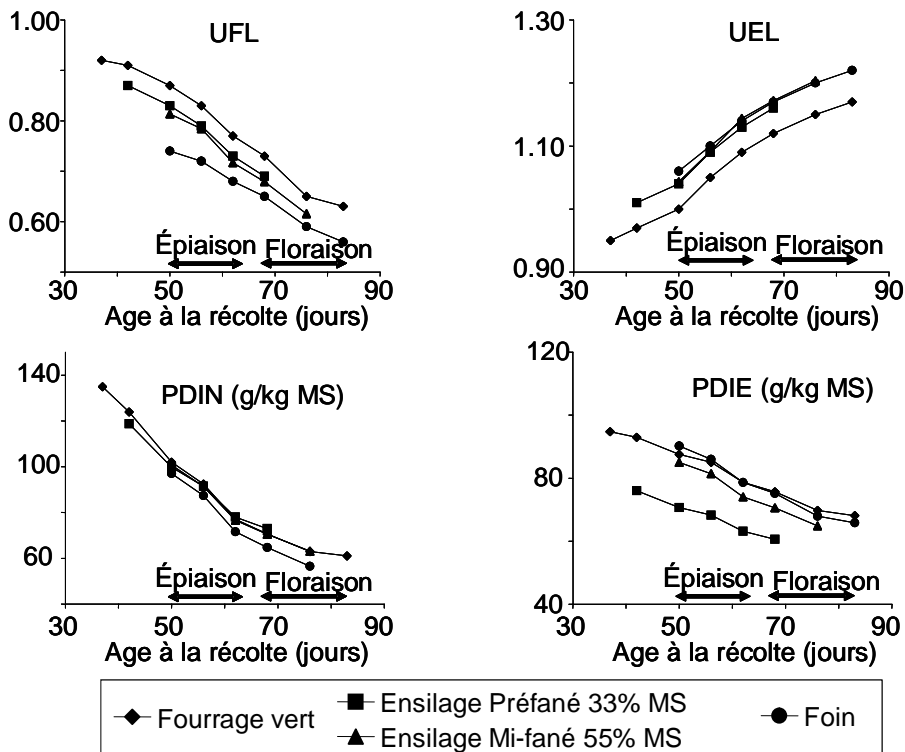 1.00
0.80
0.60
UFL
Épiaison
Floraison
30
50
70
90
Age à la récolte (jours)
1.30
1.10
0.90
UEL
Épiaison
Floraison
30
50
70
90
Age à la récolte (jours)
140
100
60
PDIN (g/kg MS)
Épiaison
Floraison
30
50
70
90
Age à la récolte (jours)
120
80
40
PDIE (g/kg MS)
Épiaison
Floraison
30
50
70
90
Age à la récolte (jours)
Fourrage vert
Ensilage Préfané 33% MS
Ensilage Mi-fané 55% MS
Foin